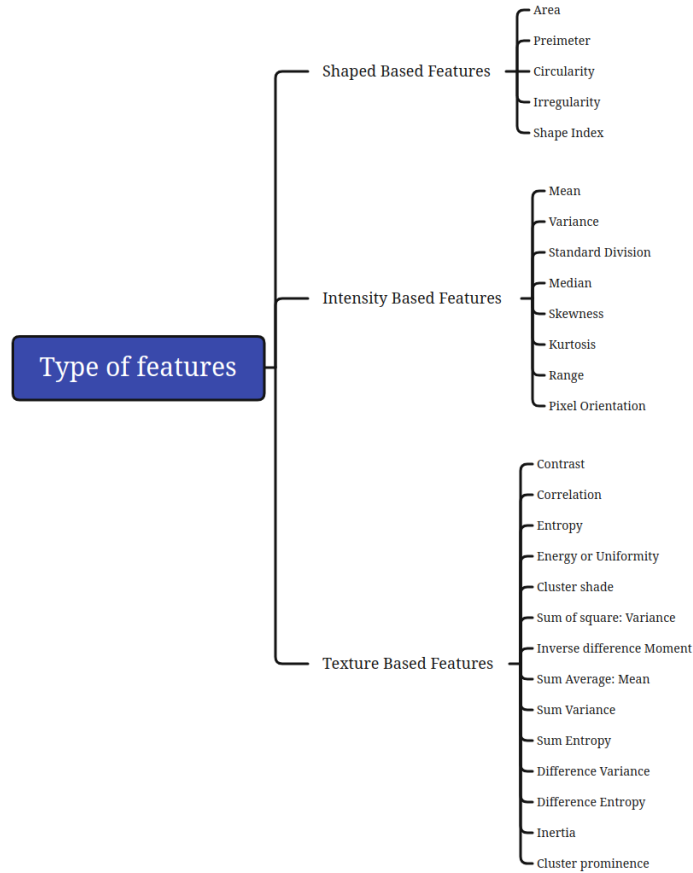 Type of features
Shaped Based Features
Area
Preimeter
Circularity
Irregularity
Shape Index
Intensity Based Features
Mean
Variance
Standard Division
Median
Skewness
Kurtosis
Range
Pixel Orientation
Texture Based Features
Contrast
Correlation
Entropy
Energy or Uniformity
Cluster shade
Sum of square: Variance
Inverse difference Moment
Sum Average: Mean
Sum Variance
Sum Entropy
Difference Variance
Difference Entropy
Inertia
Cluster prominence